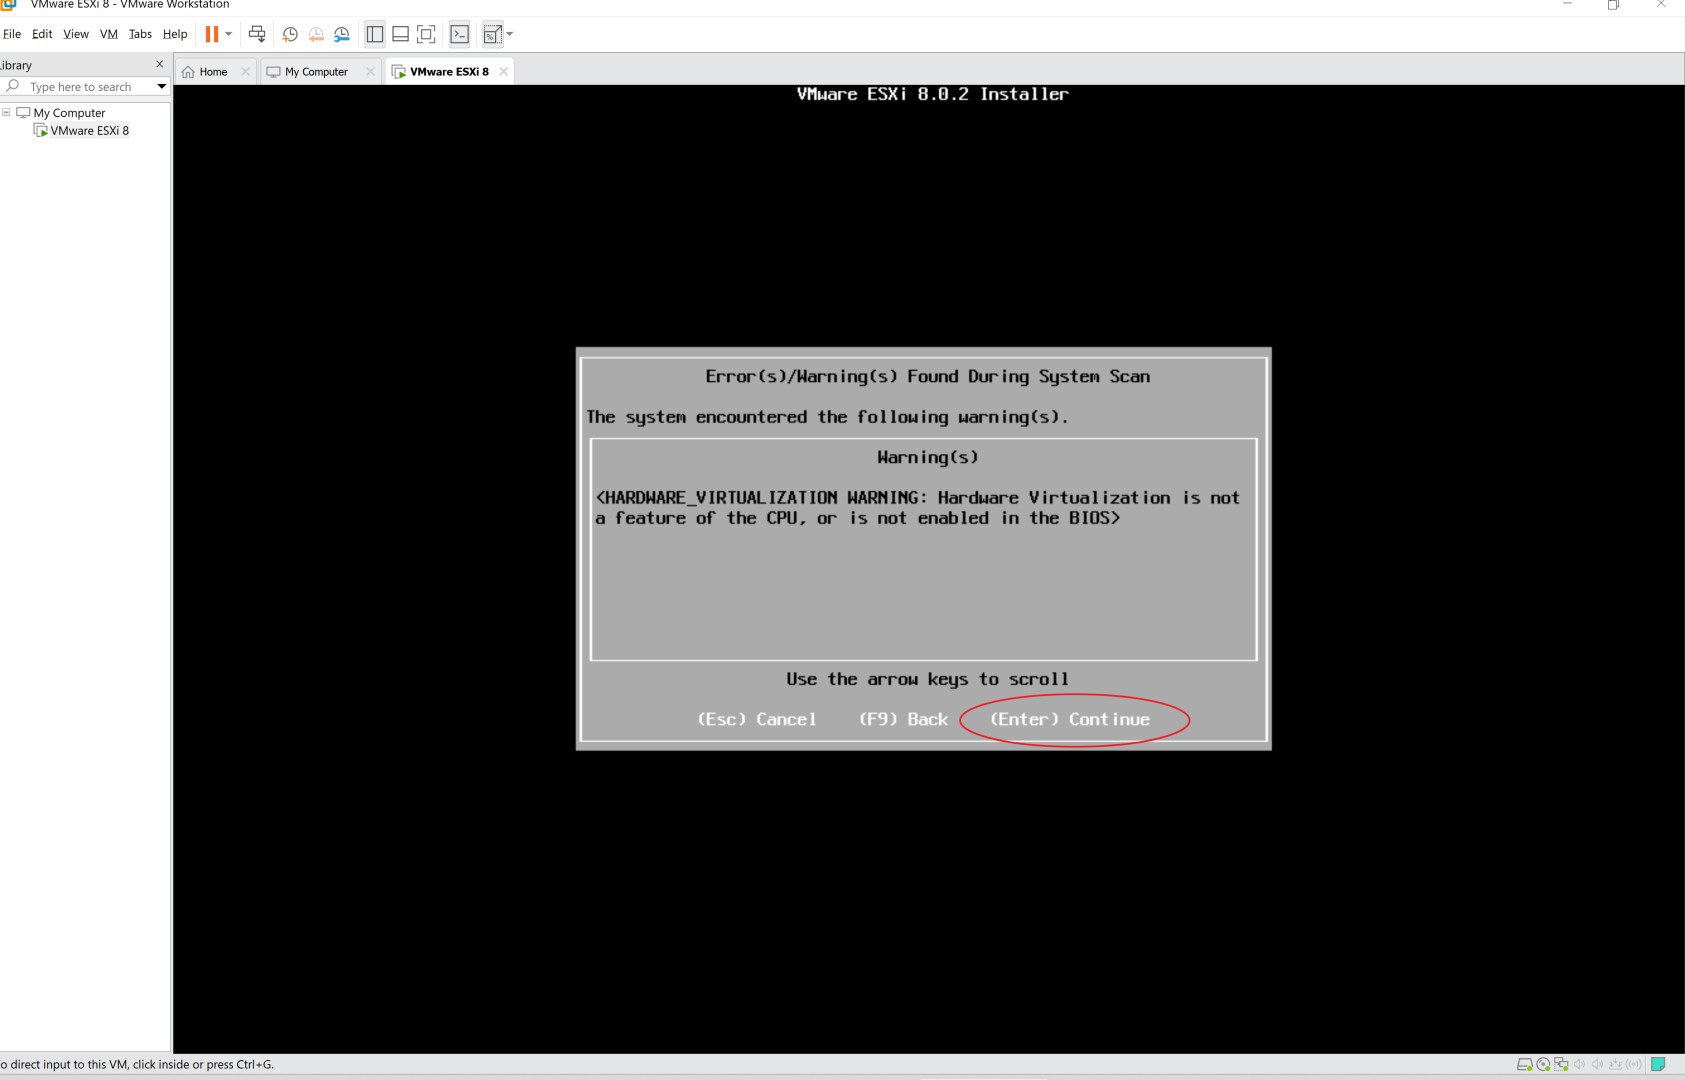 VMware ESXi 8 - VMware Workstation
File Edit View VM Tabs Help
Library
Home
My Computer
VMware ESXi 8
Type here to search
My Computer
VMware ESXi 8
VMware ESXi 8.0.2 Installer
Error(s)/Warning(s) Found During System Scan
The system encountered the following warning(s).
Warning(s)
<HARDWARE_VIRTUALIZATION WARNING: Hardware Virtualization is not
a feature of the CPU, or is not enabled in the BIOS>
Use the arrow keys to scroll
(Esc) Cancel (F9) Back (Enter) Continue
o direct input to this VM, click inside or press Ctrl+G.